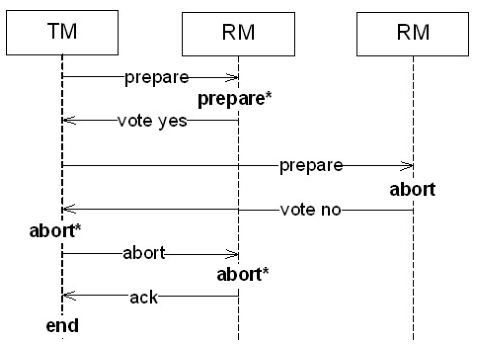 TM RM RM
prepare
prepare*
vote yes
prepare
abort
vote no
abort*
abort
abort*
ack
end